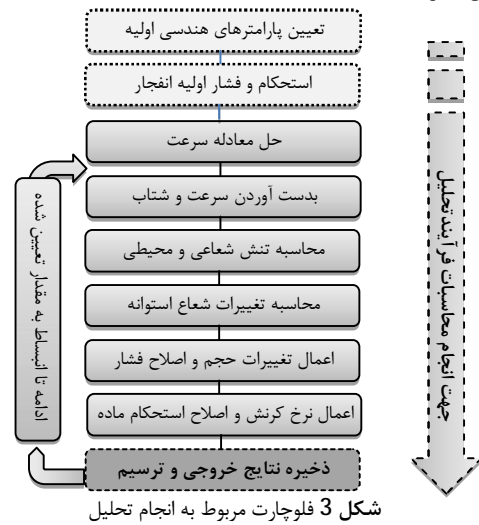 تعیین پارامترهای هندسی اولیه
استحکام و فشار اولیه انفجار
حل معادله سرعت
بدست آوردن سرعت و شتاب
محاسبه تنش شعاعی و محیطی
محاسبه تغییرات شعاع استوانه
اعمال تغییرات حجم و اصلاح فشار
اعمال نرخ کرنش و اصلاح استحکام ماده
ذخیره نتایج خروجی و ترسیم
ادامه تا انبساط به مقدار تعیین شده
جهت انجام محاسبات فرآیند تحلیل
شکل 3 فلوچارت مربوط به انجام تحلیل